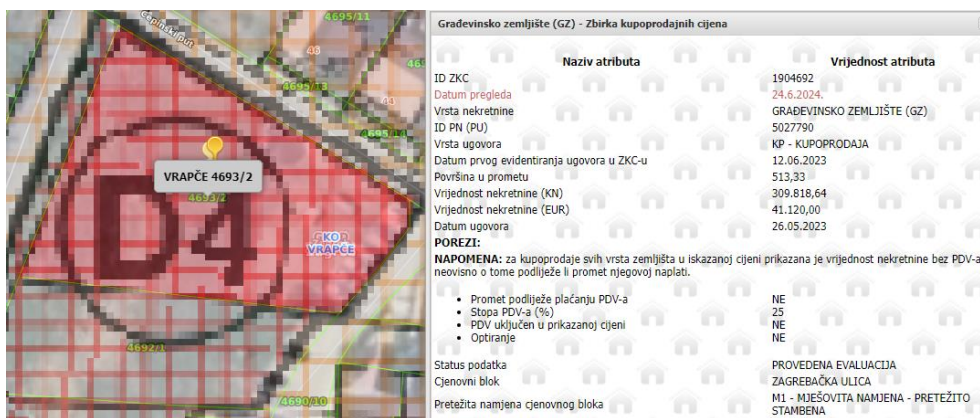 4695/11
Čepinski put
46
4695/13
44
4695/14
VRAPČE 4693/2
4693/2
D4
KOD
VRAPČE
4692/1
4690/10
Građevinsko zemljište (GZ) - Zbirka kupoprodajnih cijena
Naziv atributa Vrijednost atributa
ID ZKC 1904692
Datum pregleda 24.6.2024.
Vrsta nekretnine GRAĐEVINSKO ZEMLJIŠTE (GZ)
ID PN (PU) 5027790
Vrsta ugovora KP - KUPOPRODAJA
Datum prvog evidentiranja ugovora u ZKC-u 12.06.2023
Površina u prometu 513,33
Vrijednost nekretnine (KN) 309.818,64
Vrijednost nekretnine (EUR) 41.120,00
Datum ugovora 26.05.2023
POREZI:
NAPOMENA: za kupoprodaje svih vrsta zemljišta u iskazanoj cijeni prikazana je vrijednost nekretnine bez PDV-a
neovisno o tome podliježe li promet njegovoj naplati.
• Promet podliježe plaćanju PDV-a NE
• Stopa PDV-a (%) 25
• PDV uključen u prikazanoj cijeni NE
• Optiranje NE
Status podatka PROVEDENA EVALUACIJA
Cjenovni blok ZAGREBAČKA ULICA
Pretežita namjena cjenovnog bloka M1 - MJEŠOVITA NAMJENA - PRETEŽITO
STAMBENA